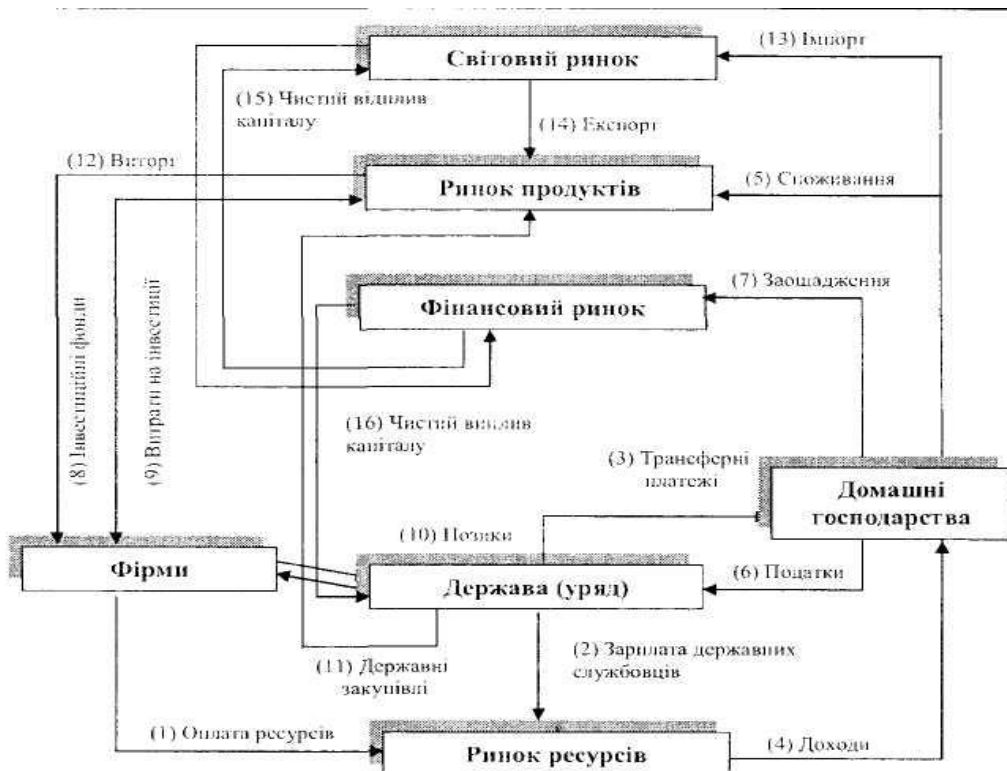 (13) Імпорт
Світовий ринок
(15) Чистий відплив
капіталу
(14) Експорт
(12) Виторг
Ринок продуктів
(5) Споживання
(7) Заощадження
Фінансовий ринок
(8) Інвестиційні фонди
(9) Витрати на інвестиції
(16) Чистий
капіталу
(3) Трансферні
платежі
Домашні
господарства
(10) Позики
Фірми
Держава (уряд)
(6) Податки
(11) Державні
закупівлі
(2) Зарплата державних
службовців
(1) Оплата ресурсів
Ринок ресурсів
(4) Доходи